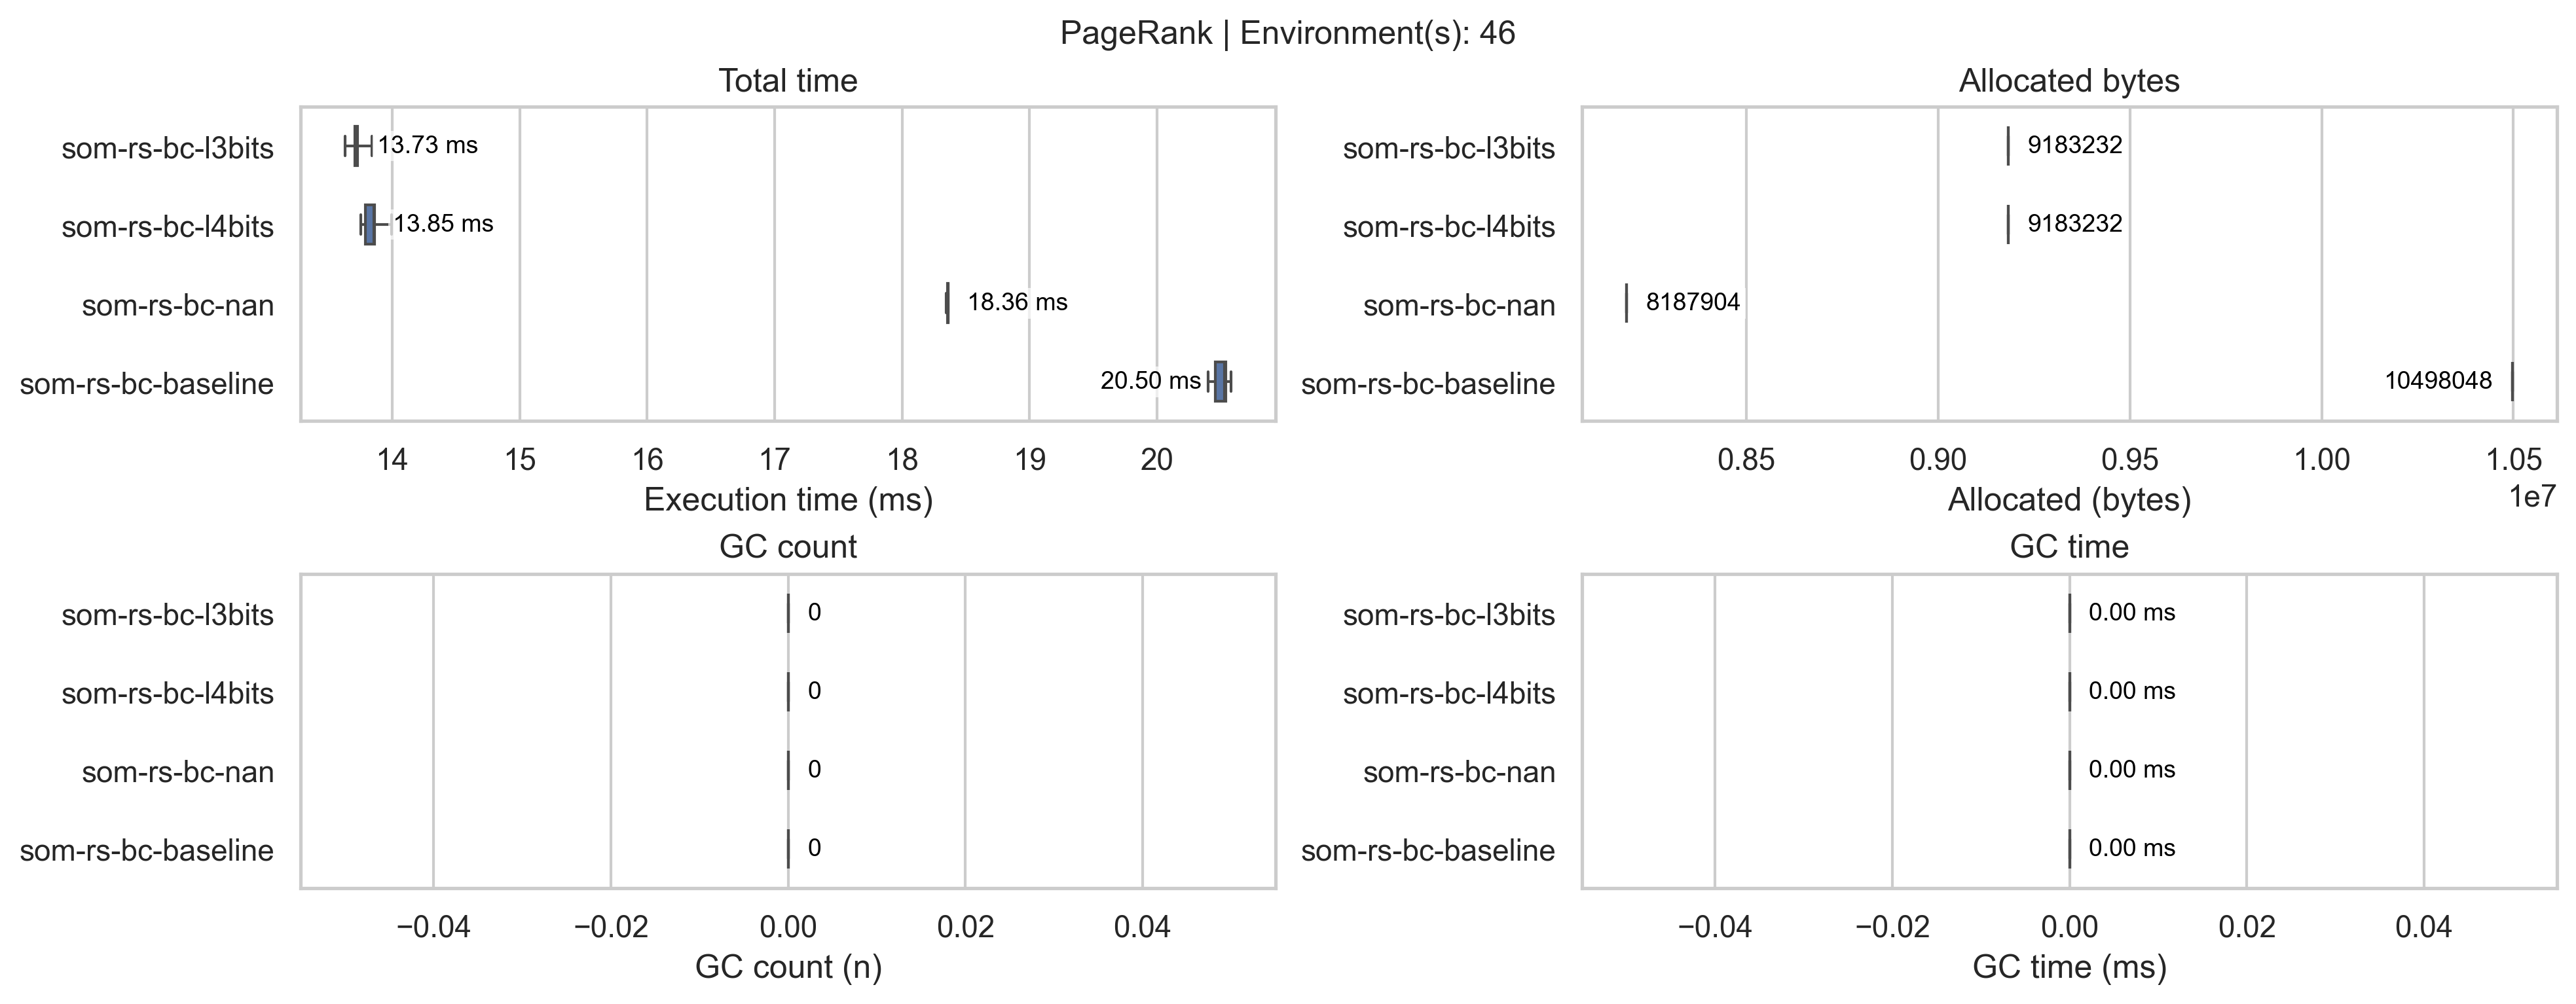 PageRank | Environment(s): 46
Total time
som-rs-bc-l3bits
13.73 ms
som-rs-bc-l4bits
13.85 ms
som-rs-bc-nan
18.36 ms
som-rs-bc-baseline
20.50 ms
14 15 16 17 18 19 20
Execution time (ms)
Allocated bytes
som-rs-bc-l3bits
9183232
som-rs-bc-l4bits
9183232
som-rs-bc-nan
8187904
som-rs-bc-baseline
10498048
0.85 0.90 0.95 1.00 1.05
1e7
Allocated (bytes)
GC count
som-rs-bc-l3bits
0
som-rs-bc-l4bits
0
som-rs-bc-nan
0
som-rs-bc-baseline
0
−0.04 −0.02 0.00 0.02 0.04
GC count (n)
GC time
som-rs-bc-l3bits
0.00 ms
som-rs-bc-l4bits
0.00 ms
som-rs-bc-nan
0.00 ms
som-rs-bc-baseline
0.00 ms
−0.04 −0.02 0.00 0.02 0.04
GC time (ms)